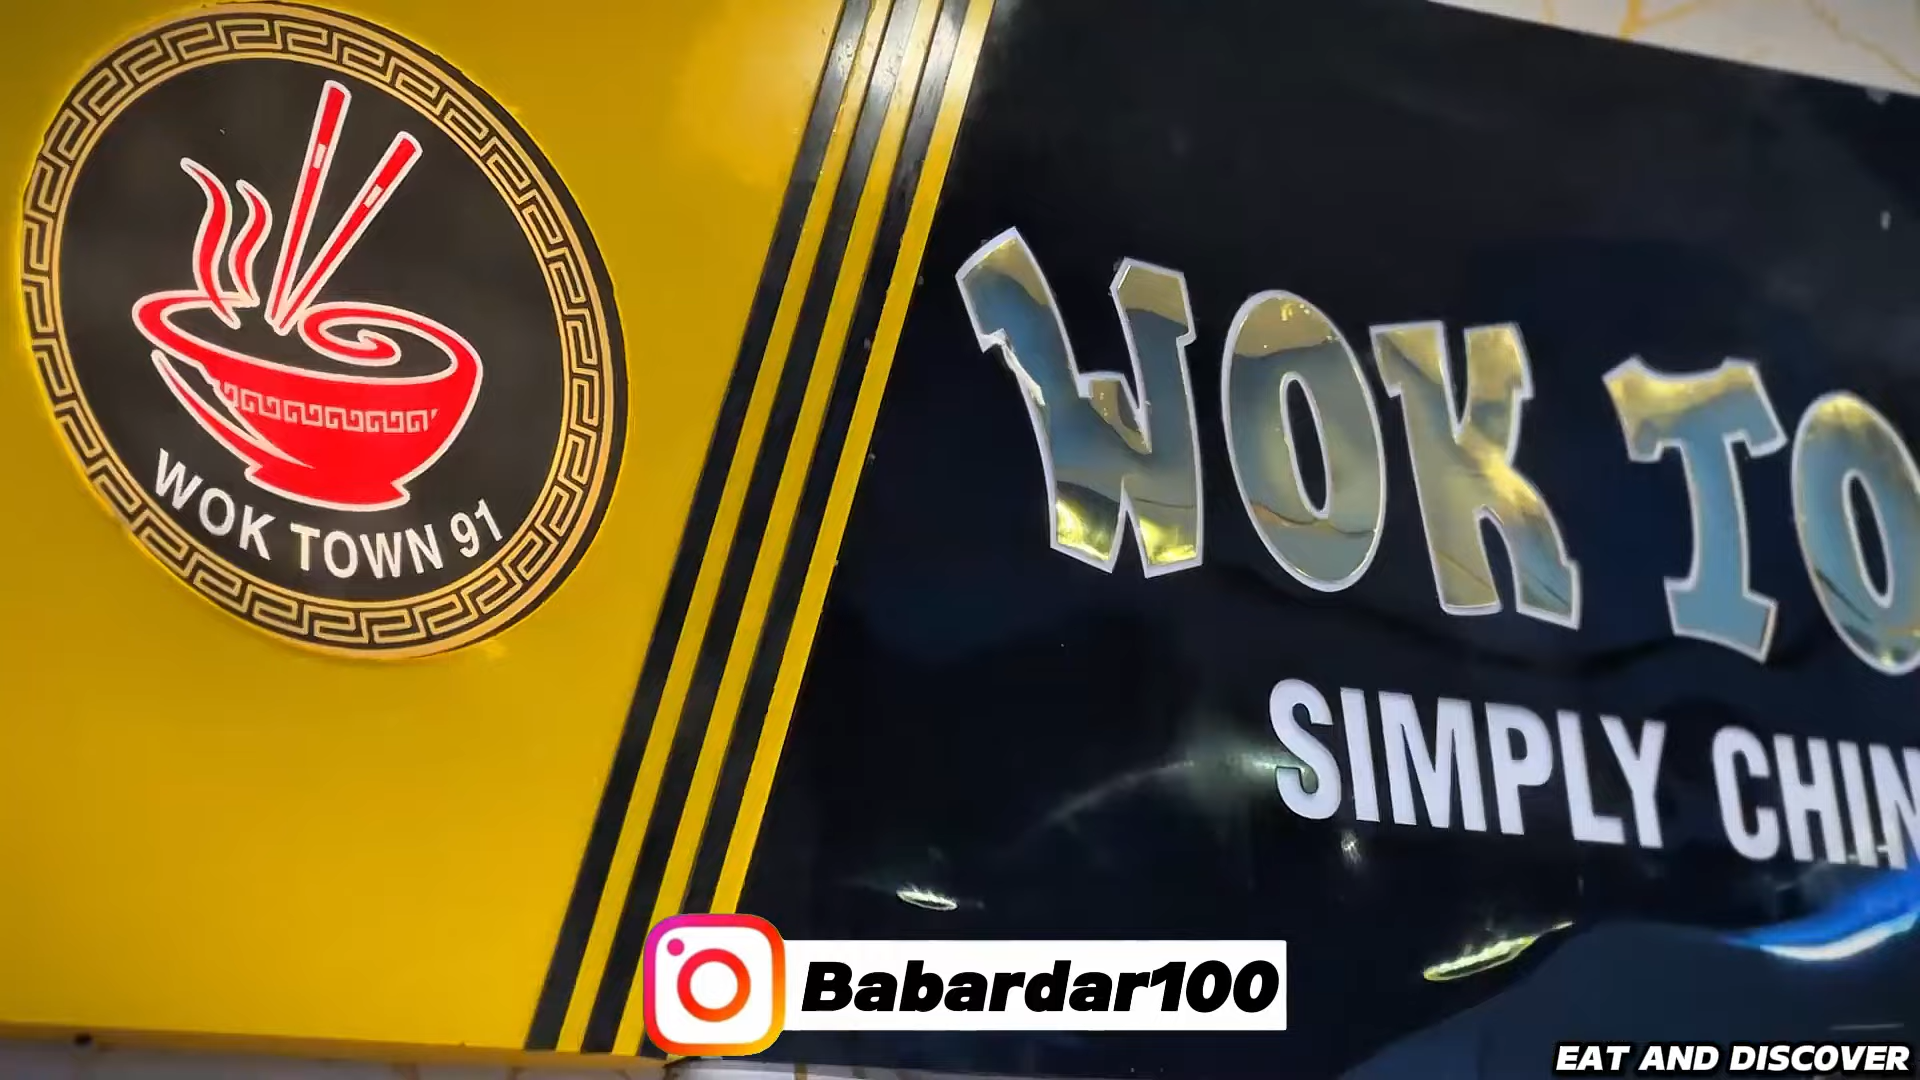 WOK TOWN 91
WOK TO
SIMPLY CHIN
Babardar100
EAT AND DISCOVER